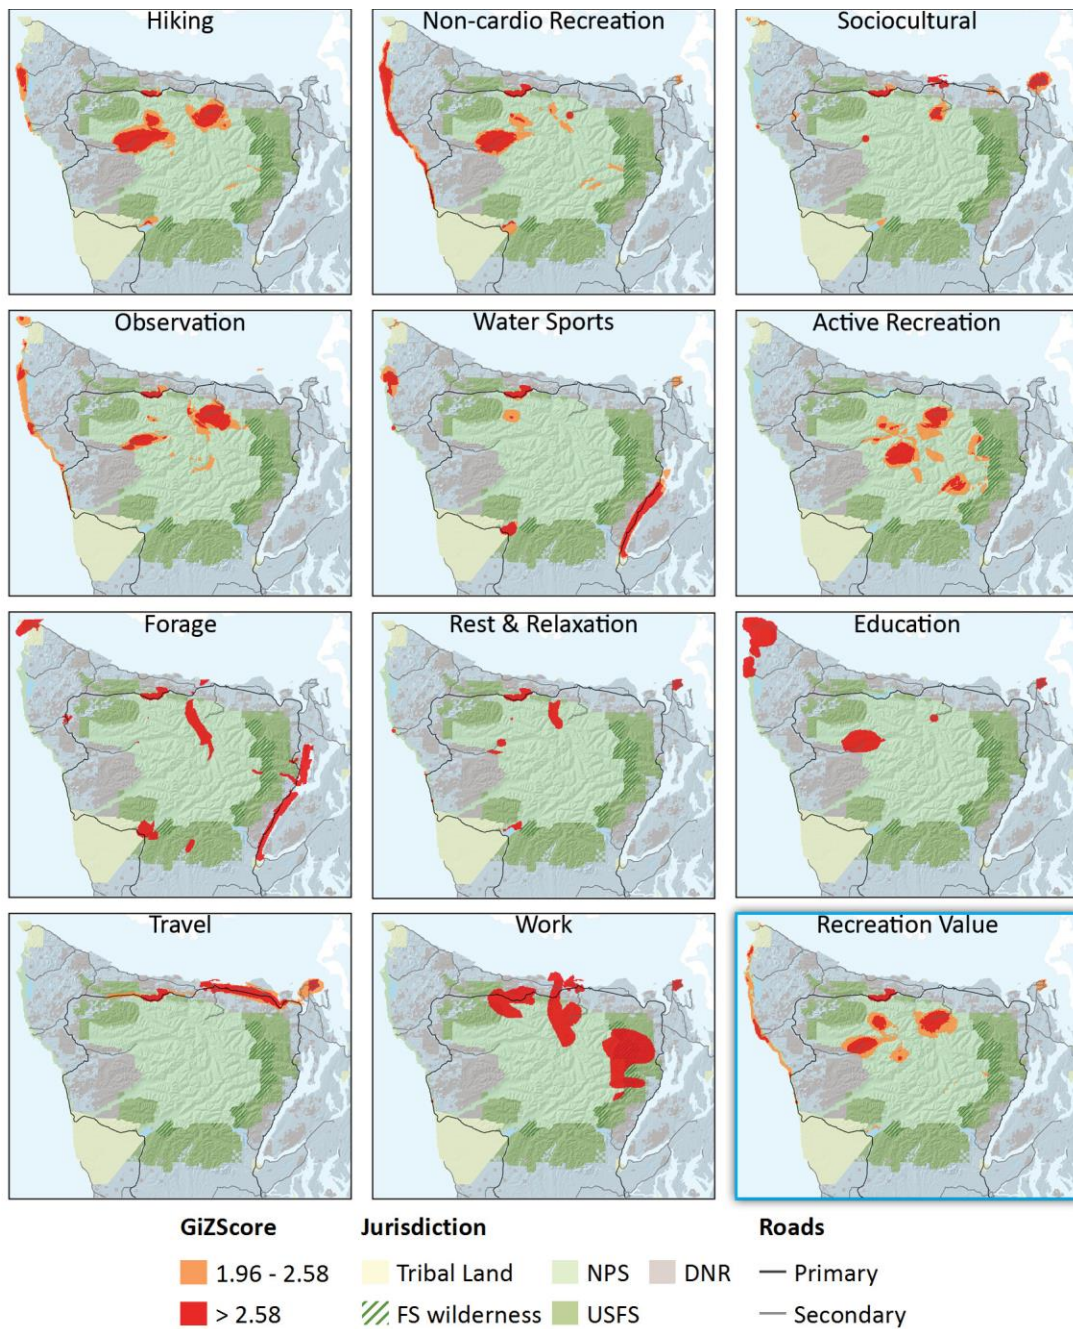 Hiking
Non-cardio Recreation
Sociocultural
Observation
Water Sports
Active Recreation
Forage
Rest & Relaxation
Education
Travel
Work
Recreation Value
GiZScore
Jurisdiction
Roads
1.96 - 2.58
Tribal Land
NPS
DNR
Primary
> 2.58
FS wilderness
USFS
Secondary